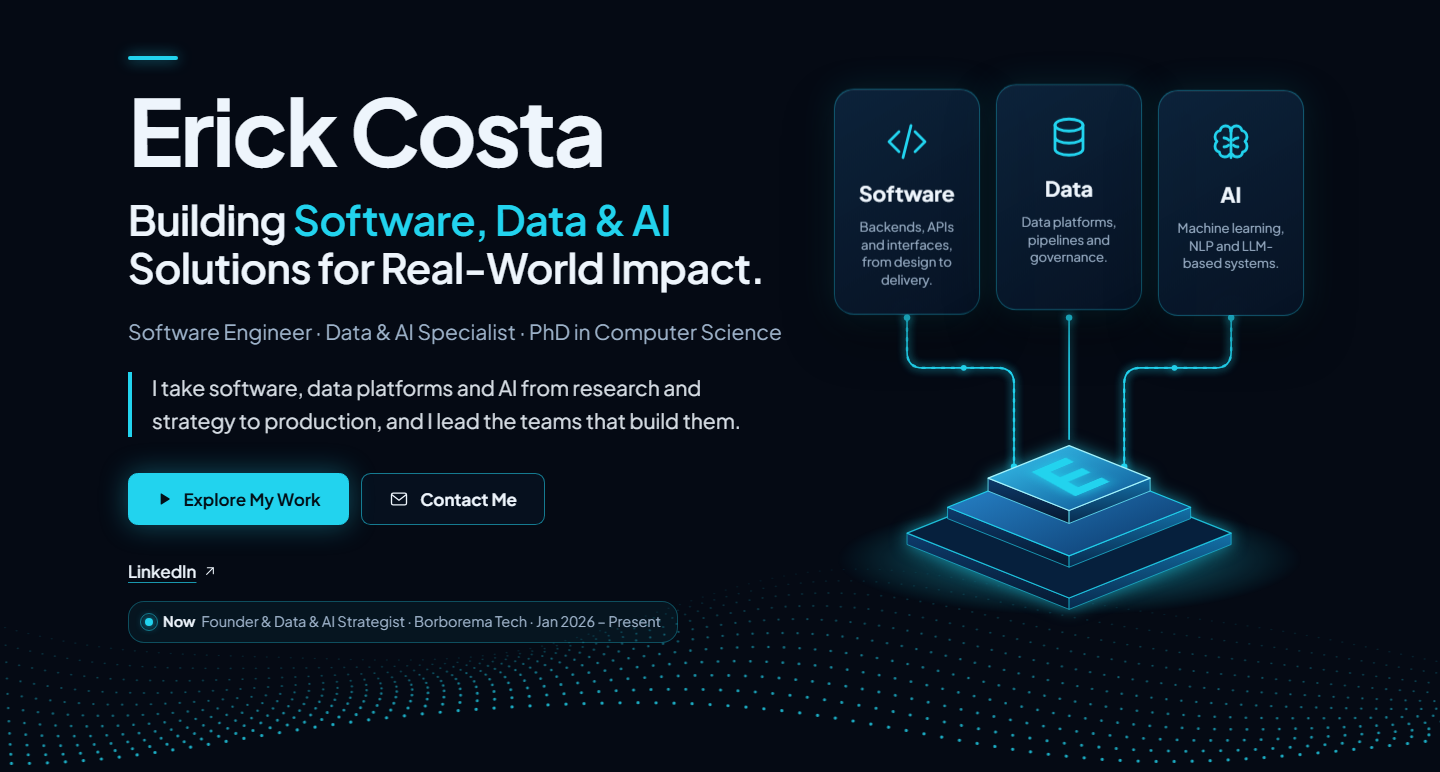 Erick Costa
Building Software, Data & AI
Solutions for Real-World Impact.
Software Engineer · Data & AI Specialist · PhD in Computer Science
I take software, data platforms and AI from research and
strategy to production, and I lead the teams that build them.
Explore My Work
Contact Me
LinkedIn
Now Founder & Data & AI Strategist · Borborema Tech · Jan 2026 – Present
Software
Backends, APIs
and interfaces,
from design to
delivery.
Data
Data platforms,
pipelines and
governance.
AI
Machine learning,
NLP and LLM-
based systems.
E